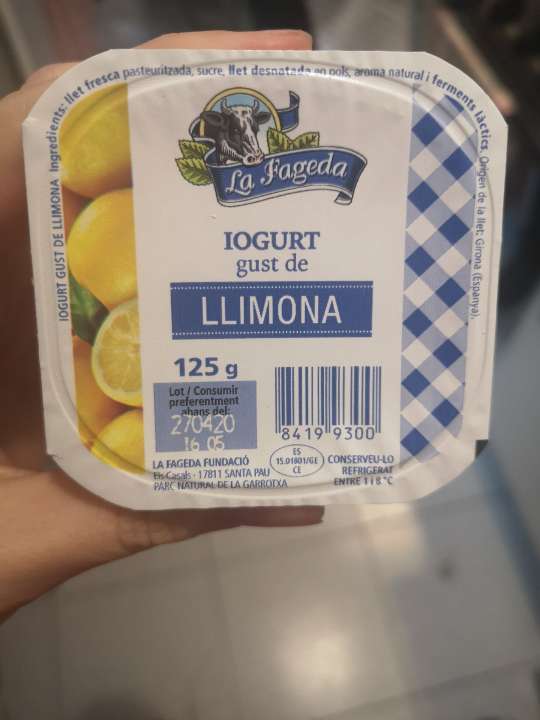 IOGURT GUST DE LLIMONA Ingredients: llet fresca pasteuritzada, sucre, llet desnatada en pols, aroma natural i ferments làctics. Origen de la llet: Girona (Espanya).
La Fageda
IOGURT
gust de
LLIMONA
125 g
Lot / Consumir
preferentment
abans del:
270420
16 05
8419 9300
LA FAGEDA FUNDACIÓ
Els Casals · 17811 SANTA PAU
PARC NATURAL DE LA GARROTXA
ES
15.01801/GE
CE
CONSERVEU-LO
REFRIGERAT
ENTRE 1 i 8 °C